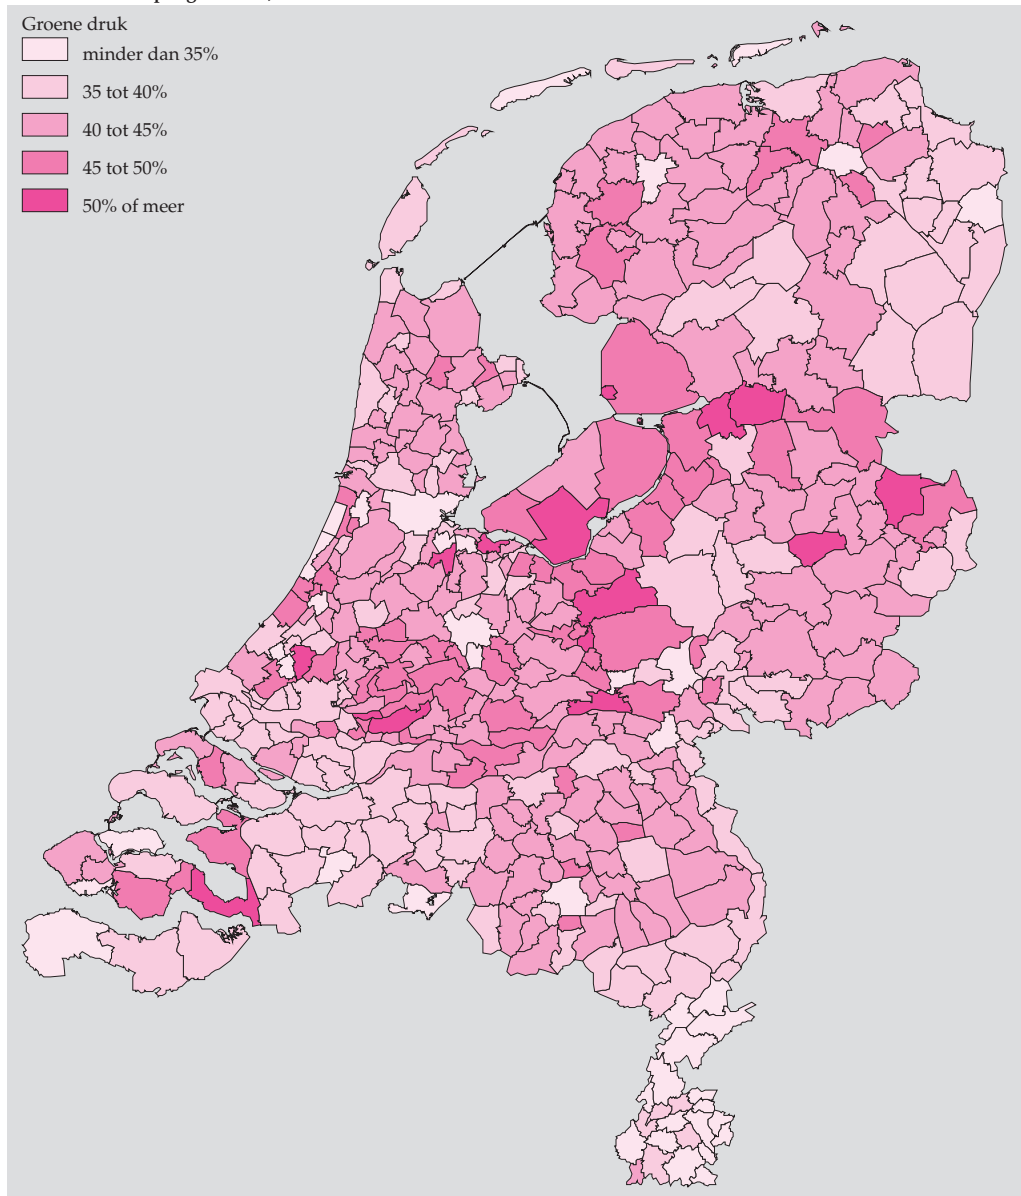 Groene druk
minder dan 35%
35 tot 40%
40 tot 45%
45 tot 50%
50% of meer